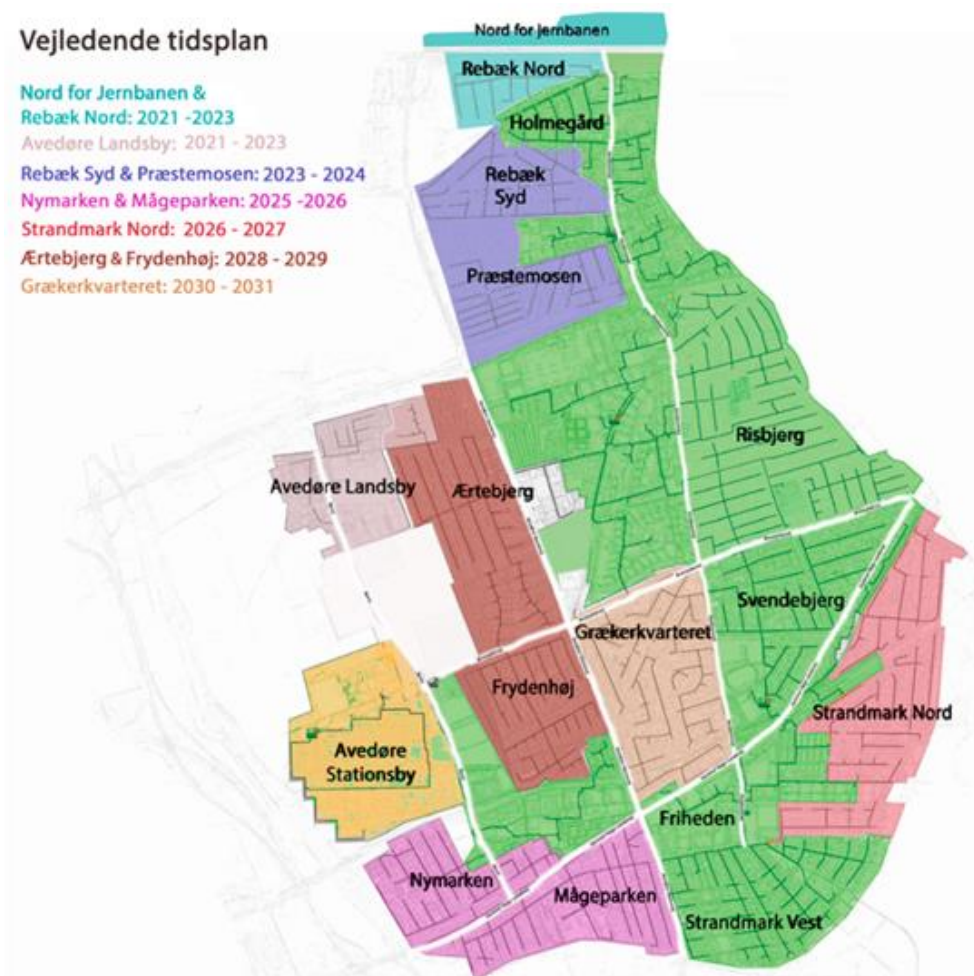 Vejledende tidsplan
Nord for Jernbanen &
Rebæk Nord: 2021 -2023
Avedøre Landsby: 2021 - 2023
Rebæk Syd & Præstemosen: 2023 - 2024
Nymarken & Mågeparken: 2025 -2026
Strandmark Nord: 2026 - 2027
Ærtebjerg & Frydenhøj: 2028 - 2029
Grækerkvarteret: 2030 - 2031
Nord for jernbanen
Rebæk Nord
Holmegård
Rebæk
Syd
Præstemosen
Risbjerg
Avedøre Landsby
Ærtebjerg
Svendebjerg
Grækerkvarteret
Frydenhøj
Strandmark Nord
Avedøre
Stationsby
Friheden
Nymarken
Mågeparken
Strandmark Vest